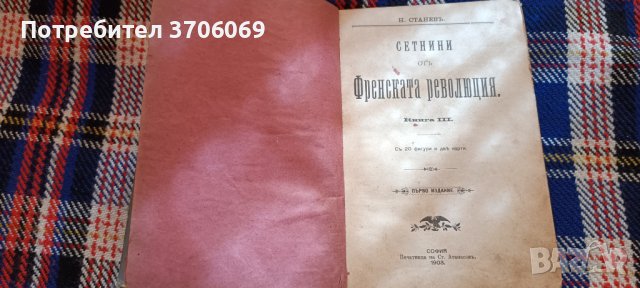 Потребител 3706069
Н. СТАНЕВЪ.
СЕТНИНИ
ОТЪ
Френската революция.
Книга III.
Съ 20 фигури и двѣ карти.
ПЪРВО ИЗДАНИЕ.
СОФИЯ
Печатница на Ст. Атанасовъ.
1903.